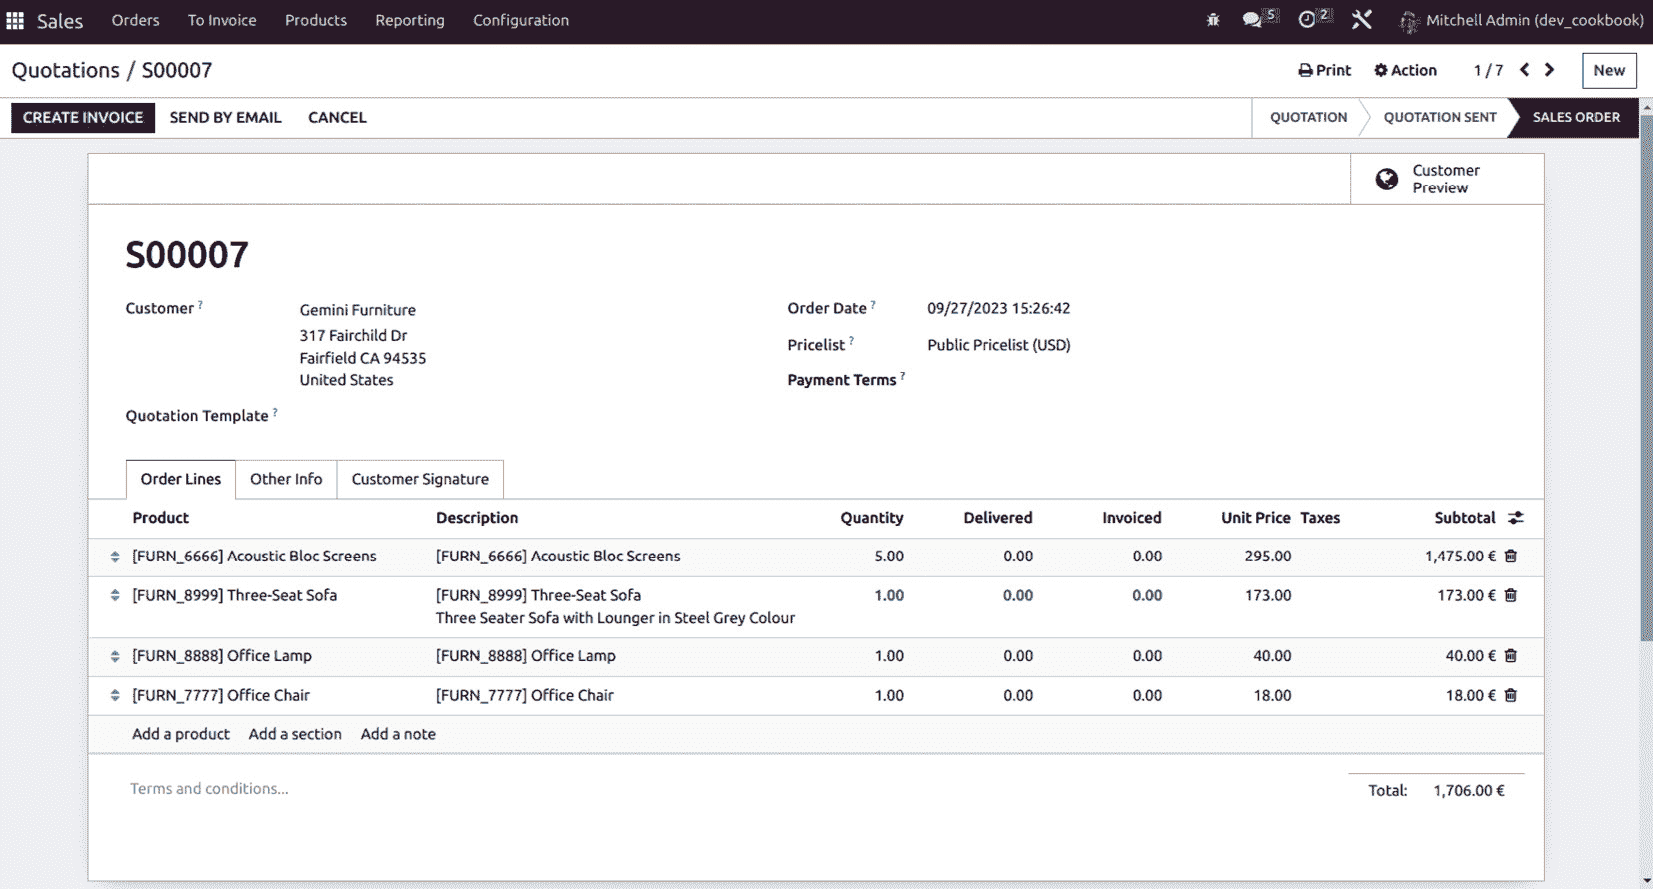 Sales Orders To Invoice Products Reporting Configuration 5 2 Mitchell Admin (dev_cookbook)
Quotations / S00007 Print Action 1 / 7 New
CREATE INVOICE SEND BY EMAIL CANCEL QUOTATION QUOTATION SENT SALES ORDER
Customer
Preview
S00007
Customer ? Gemini Furniture Order Date ? 09/27/2023 15:26:42
317 Fairchild Dr
Fairfield CA 94535 Pricelist ? Public Pricelist (USD)
United States Payment Terms ?
Quotation Template ?
Order Lines Other Info Customer Signature
Product Description Quantity Delivered Invoiced Unit Price Taxes Subtotal
[FURN_6666] Acoustic Bloc Screens [FURN_6666] Acoustic Bloc Screens 5.00 0.00 0.00 295.00 1,475.00 €
[FURN_8999] Three-Seat Sofa [FURN_8999] Three-Seat Sofa 1.00 0.00 0.00 173.00 173.00 €
Three Seater Sofa with Lounger in Steel Grey Colour
[FURN_8888] Office Lamp [FURN_8888] Office Lamp 1.00 0.00 0.00 40.00 40.00 €
[FURN_7777] Office Chair [FURN_7777] Office Chair 1.00 0.00 0.00 18.00 18.00 €
Add a product Add a section Add a note
Terms and conditions... Total: 1,706.00 €